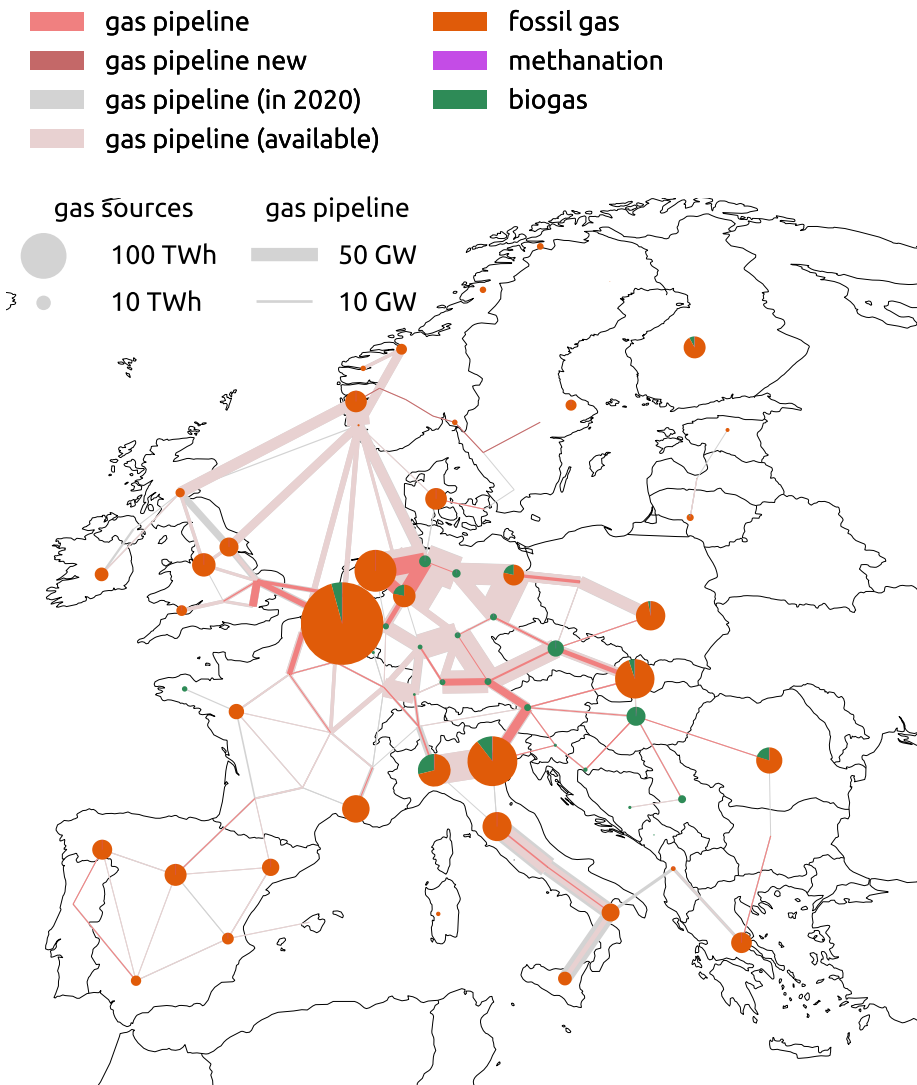 gas pipeline
gas pipeline new
gas pipeline (in 2020)
gas pipeline (available)
fossil gas
methanation
biogas
gas sources
100 TWh
10 TWh
gas pipeline
50 GW
10 GW